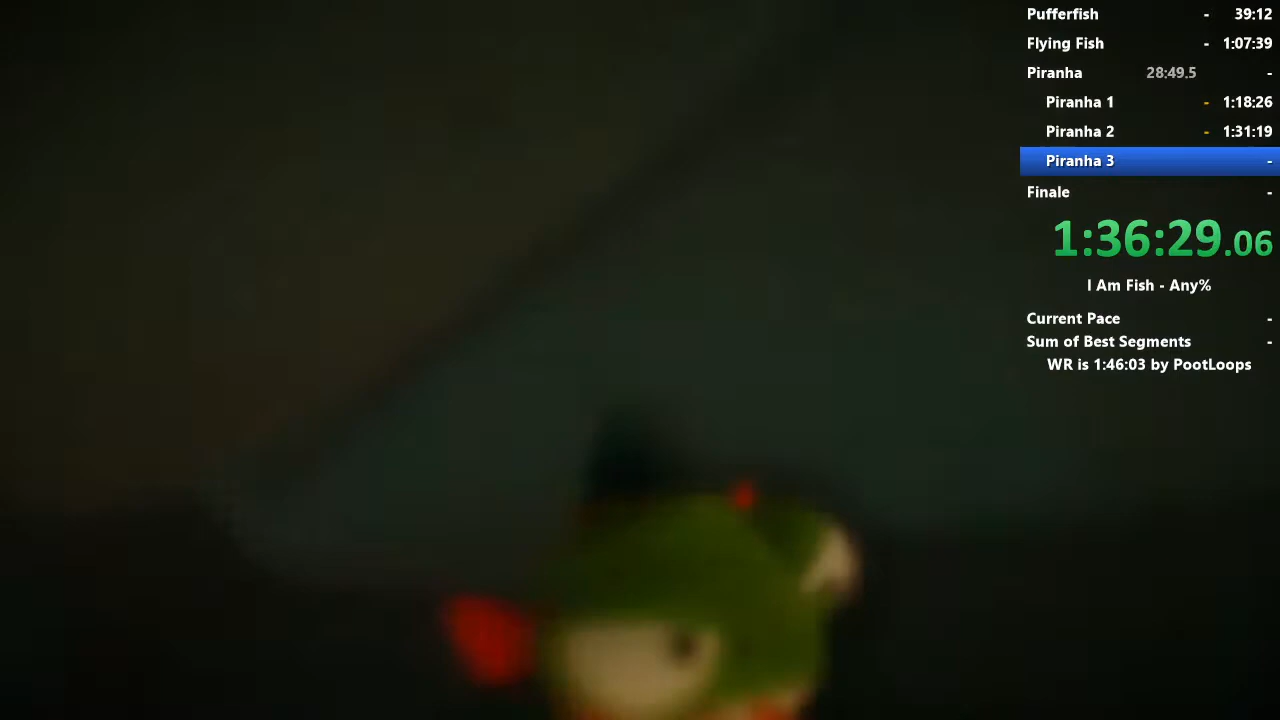 Pufferfish - 39:12
Flying Fish - 1:07:39
Piranha 28:49.5 -
Piranha 1 - 1:18:26
Piranha 2 - 1:31:19
Piranha 3 -
Finale -
1:36:29.06
I Am Fish - Any%
Current Pace -
Sum of Best Segments -
WR is 1:46:03 by PootLoops